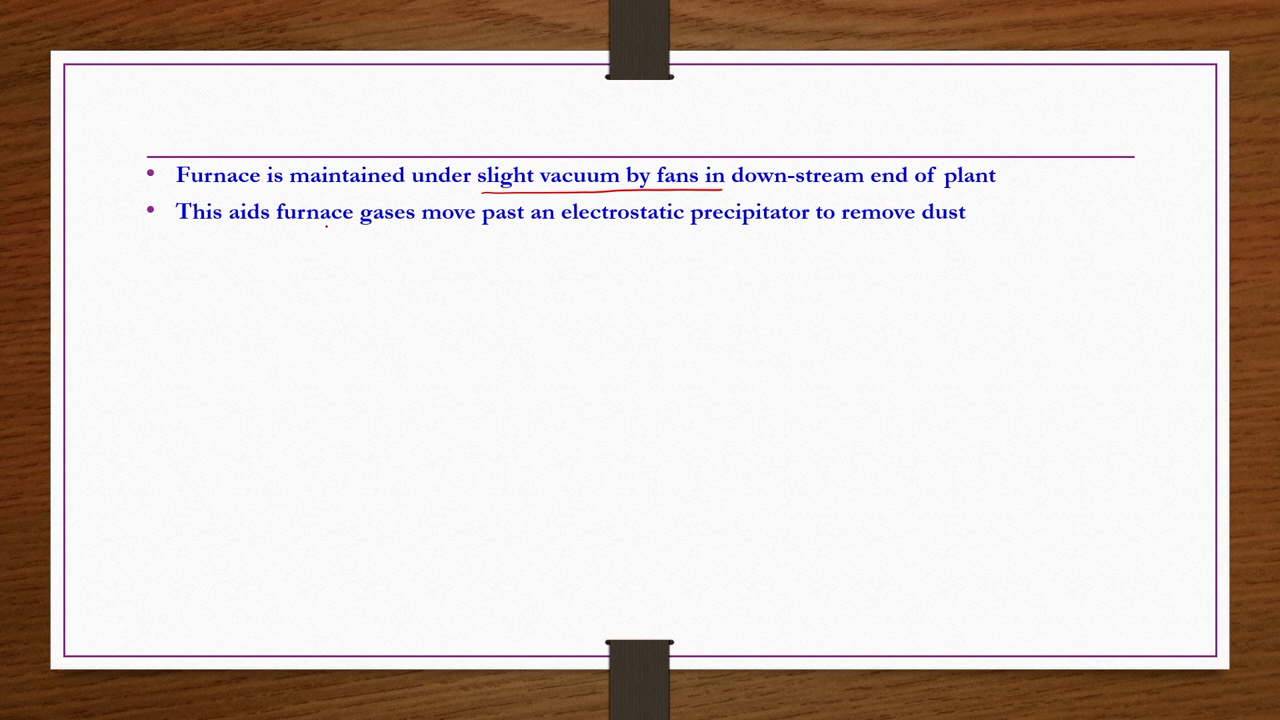 • Furnace is maintained under slight vacuum by fans in down-stream end of plant
• This aids furnace gases move past an electrostatic precipitator to remove dust